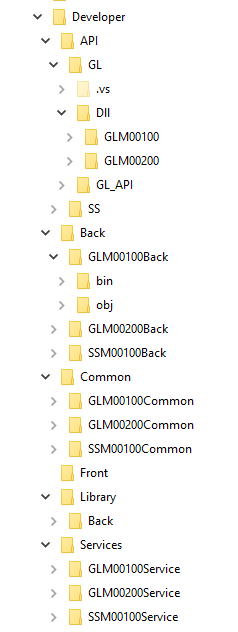 Developer
API
GL
.vs
Dll
GLM00100
GLM00200
GL_API
SS
Back
GLM00100Back
bin
obj
GLM00200Back
SSM00100Back
Common
GLM00100Common
GLM00200Common
SSM00100Common
Front
Library
Back
Services
GLM00100Service
GLM00200Service
SSM00100Service